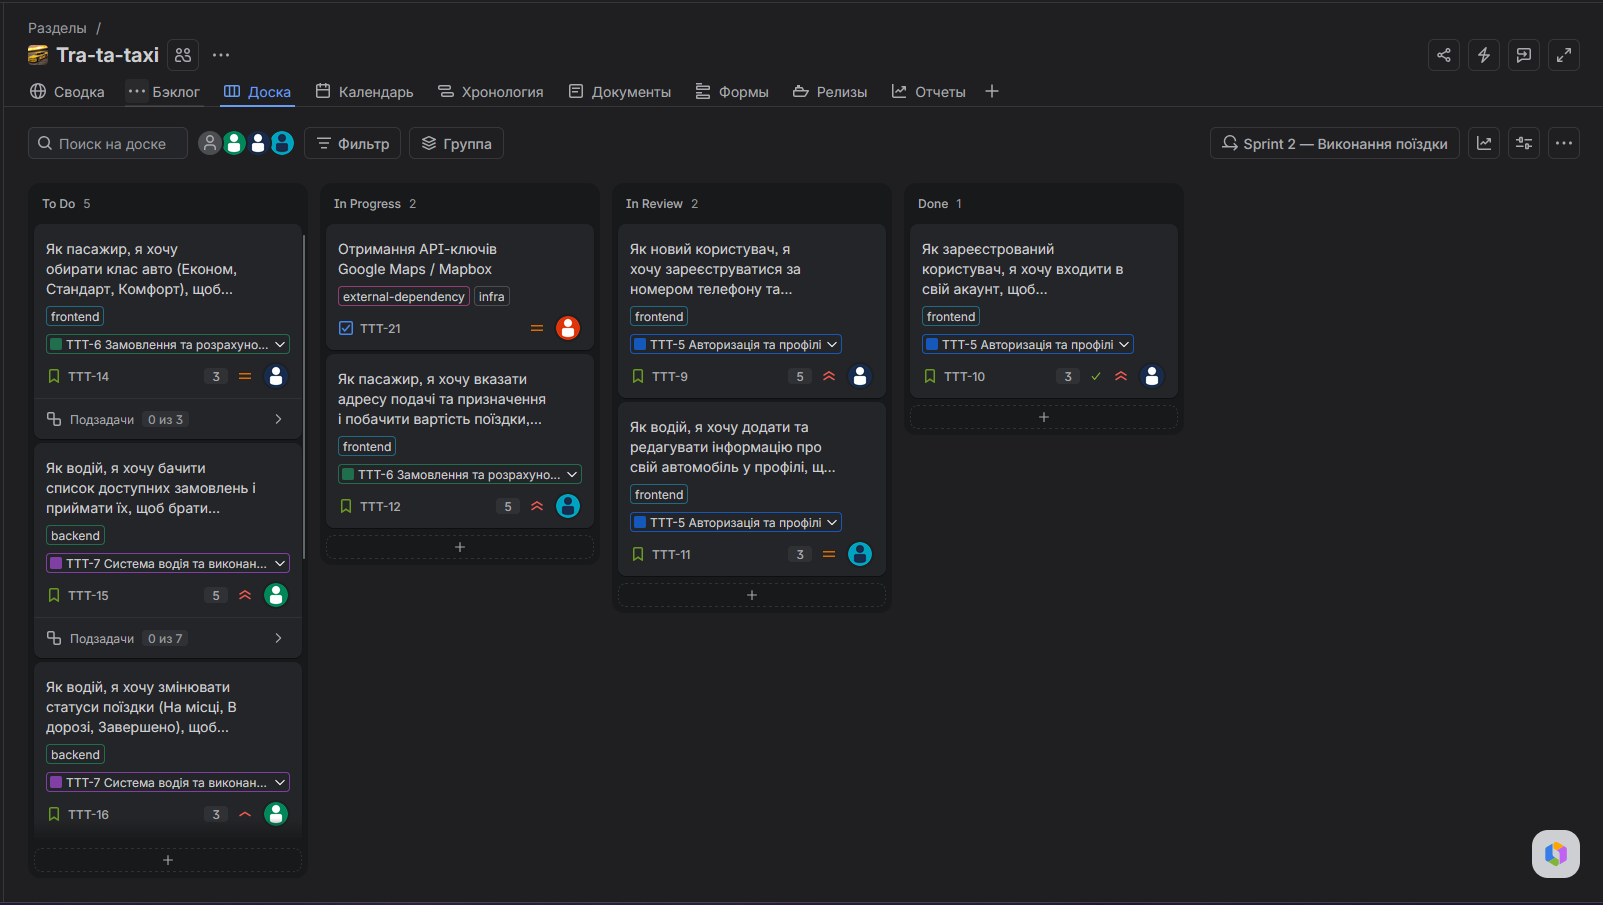 Разделы /
Tra-ta-taxi
Сводка
Бэклог
Доска
Календарь
Хронология
Документы
Формы
Релизы
Отчеты
Поиск на доске
Фильтр
Группа
Sprint 2 — Виконання поїздки
To Do 5
Як пасажир, я хочу
обирати клас авто (Економ,
Стандарт, Комфорт), щоб...
frontend
ТТТ-6 Замовлення та розрахуно...
TTT-14
3
Подзадачи 0 из 3
Як водій, я хочу бачити
список доступних замовлень і
приймати їх, щоб брати...
backend
ТТТ-7 Система водія та виконан...
TTT-15
5
Подзадачи 0 из 7
Як водій, я хочу змінювати
статуси поїздки (На місці, В
дорозі, Завершено), щоб...
backend
ТТТ-7 Система водія та виконан...
TTT-16
3
In Progress 2
Отримання API-ключів
Google Maps / Mapbox
external-dependency
infra
TTT-21
Як пасажир, я хочу вказати
адресу подачі та призначення
і побачити вартість поїздки,...
frontend
ТТТ-6 Замовлення та розрахуно...
TTT-12
5
In Review 2
Як новий користувач, я
хочу зареєструватися за
номером телефону та...
frontend
ТТТ-5 Авторизація та профілі
TTT-9
5
Як водій, я хочу додати та
редагувати інформацію про
свій автомобіль у профілі, щ...
frontend
ТТТ-5 Авторизація та профілі
TTT-11
3
Done 1
Як зареєстрований
користувач, я хочу входити в
свій акаунт, щоб...
frontend
ТТТ-5 Авторизація та профілі
TTT-10
3